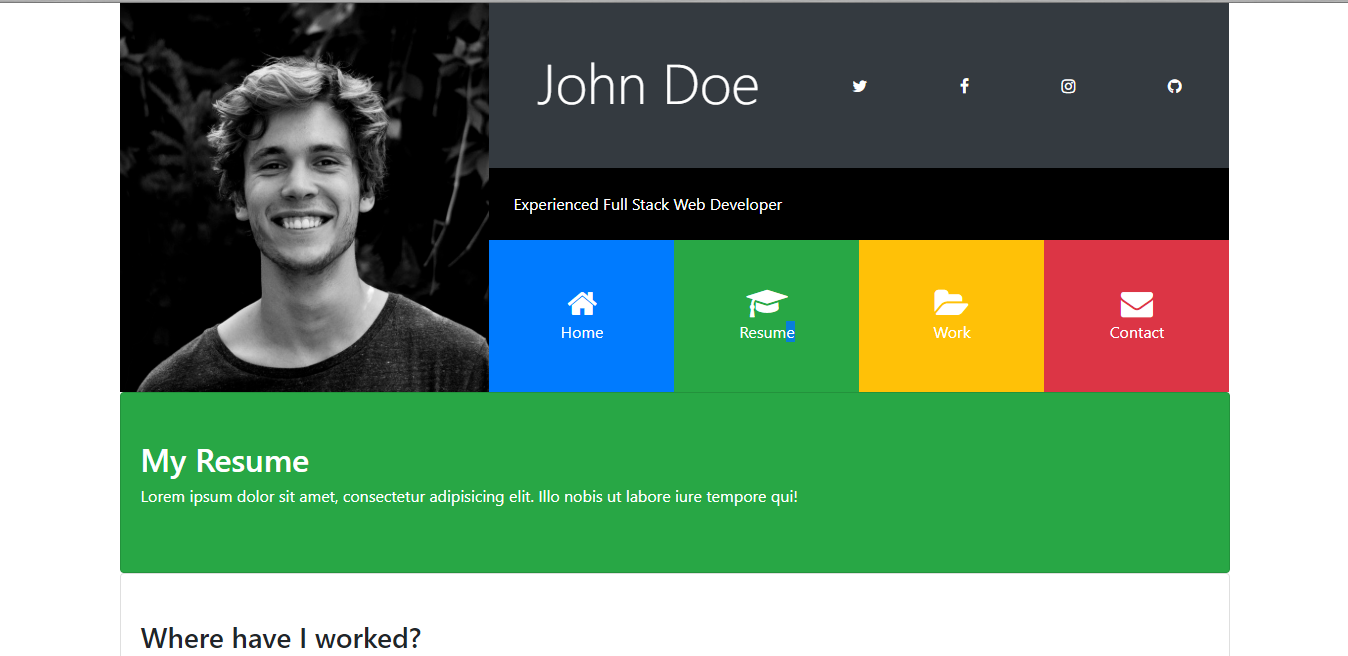 John Doe
Experienced Full Stack Web Developer
Home
Resume
Work
Contact
My Resume
Lorem ipsum dolor sit amet, consectetur adipisicing elit. Illo nobis ut labore iure tempore qui!
Where have I worked?